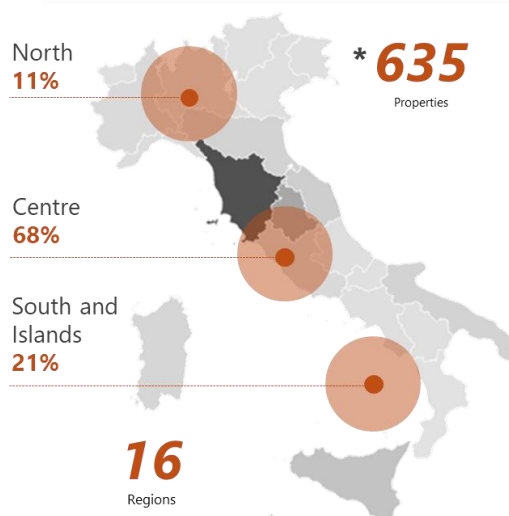 North
11%
* 635
Properties
Centre
68%
South and
Islands
21%
16
Regions